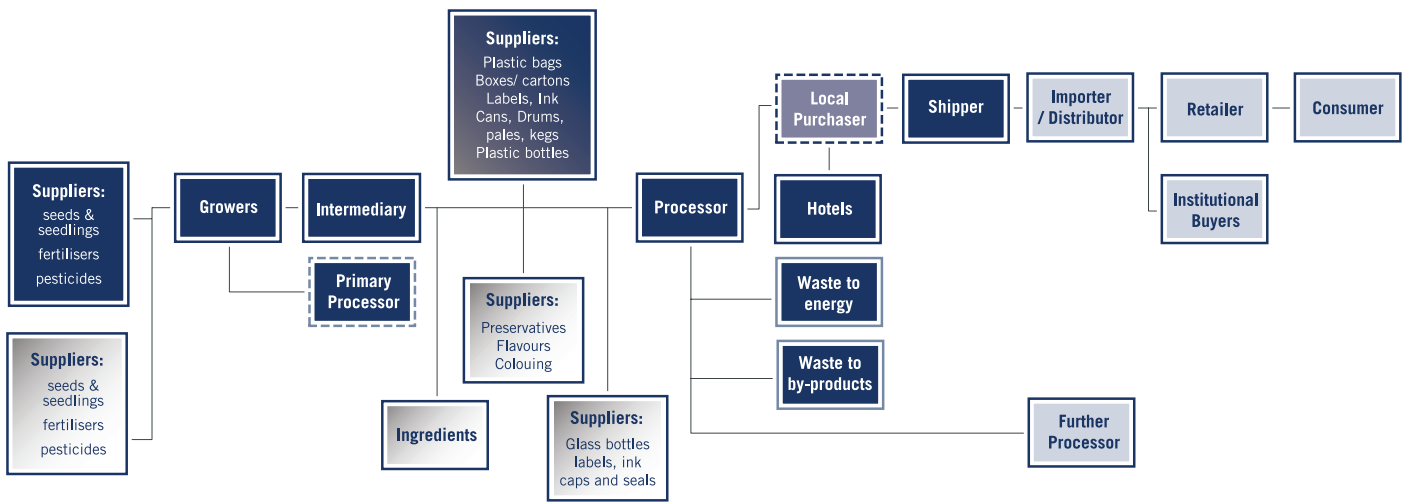 Suppliers:
Plastic bags
Boxes/ cartons
Labels, Ink
Cans, Drums,
pales, kegs
Plastic bottles
Local
Purchaser
Shipper
Importer
/ Distributor
Retailer
Consumer
Suppliers:
seeds &
seedlings
fertilisers
pesticides
Growers
Intermediary
Processor
Hotels
Institutional
Buyers
Primary
Processor
Waste to
energy
Suppliers:
Preservatives
Flavours
Colouing
Waste to
by-products
Suppliers:
seeds &
seedlings
fertilisers
pesticides
Ingredients
Suppliers:
Glass bottles
labels, ink
caps and seals
Further
Processor